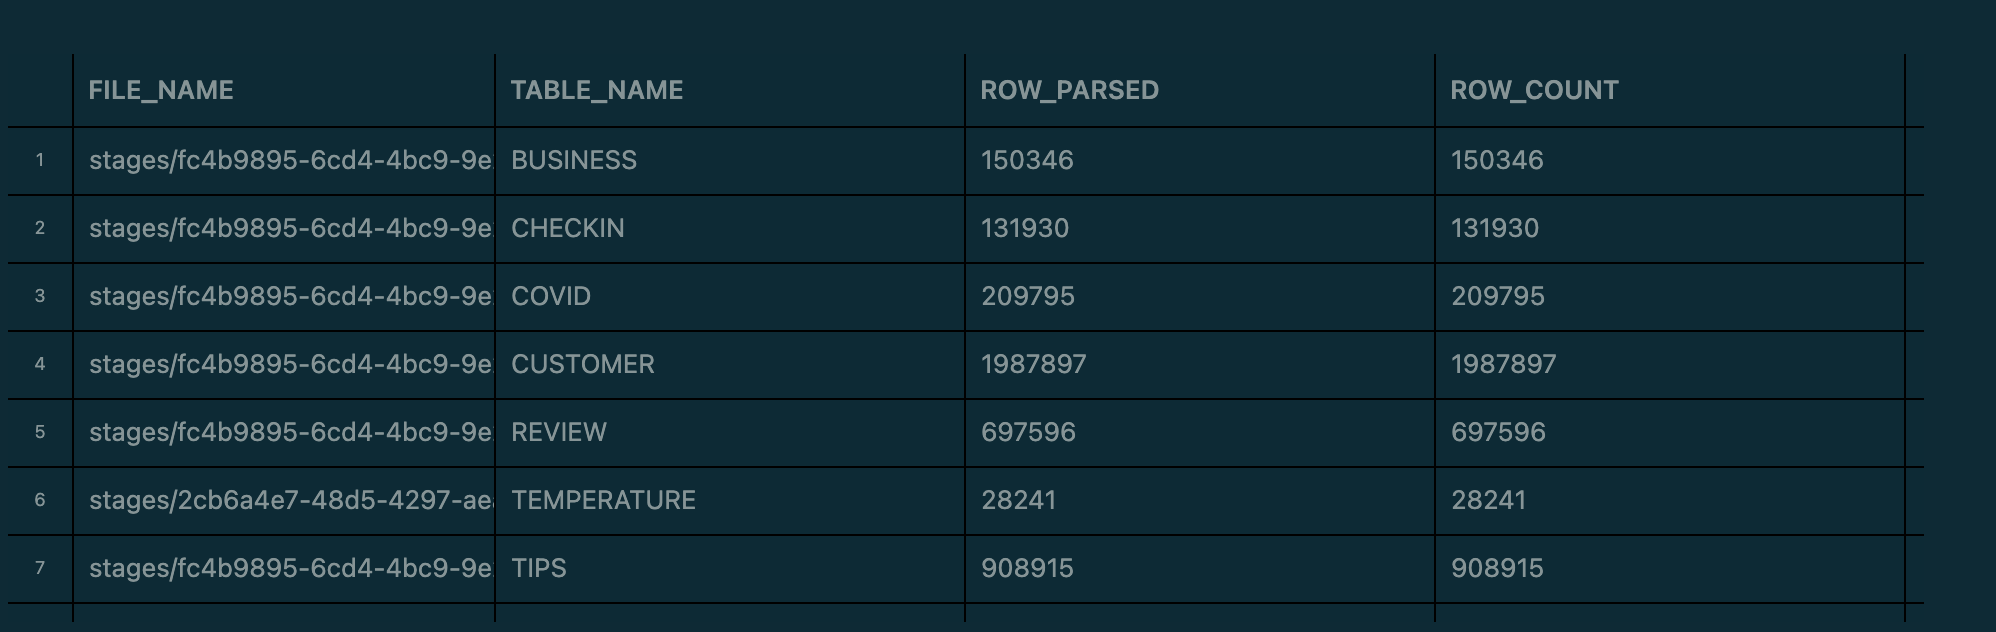 FILE_NAME TABLE_NAME ROW_PARSED ROW_COUNT
1 stages/fc4b9895-6cd4-4bc9-9e BUSINESS 150346 150346
2 stages/fc4b9895-6cd4-4bc9-9e CHECKIN 131930 131930
3 stages/fc4b9895-6cd4-4bc9-9e COVID 209795 209795
4 stages/fc4b9895-6cd4-4bc9-9e CUSTOMER 1987897 1987897
5 stages/fc4b9895-6cd4-4bc9-9e REVIEW 697596 697596
6 stages/2cb6a4e7-48d5-4297-ae TEMPERATURE 28241 28241
7 stages/fc4b9895-6cd4-4bc9-9e TIPS 908915 908915